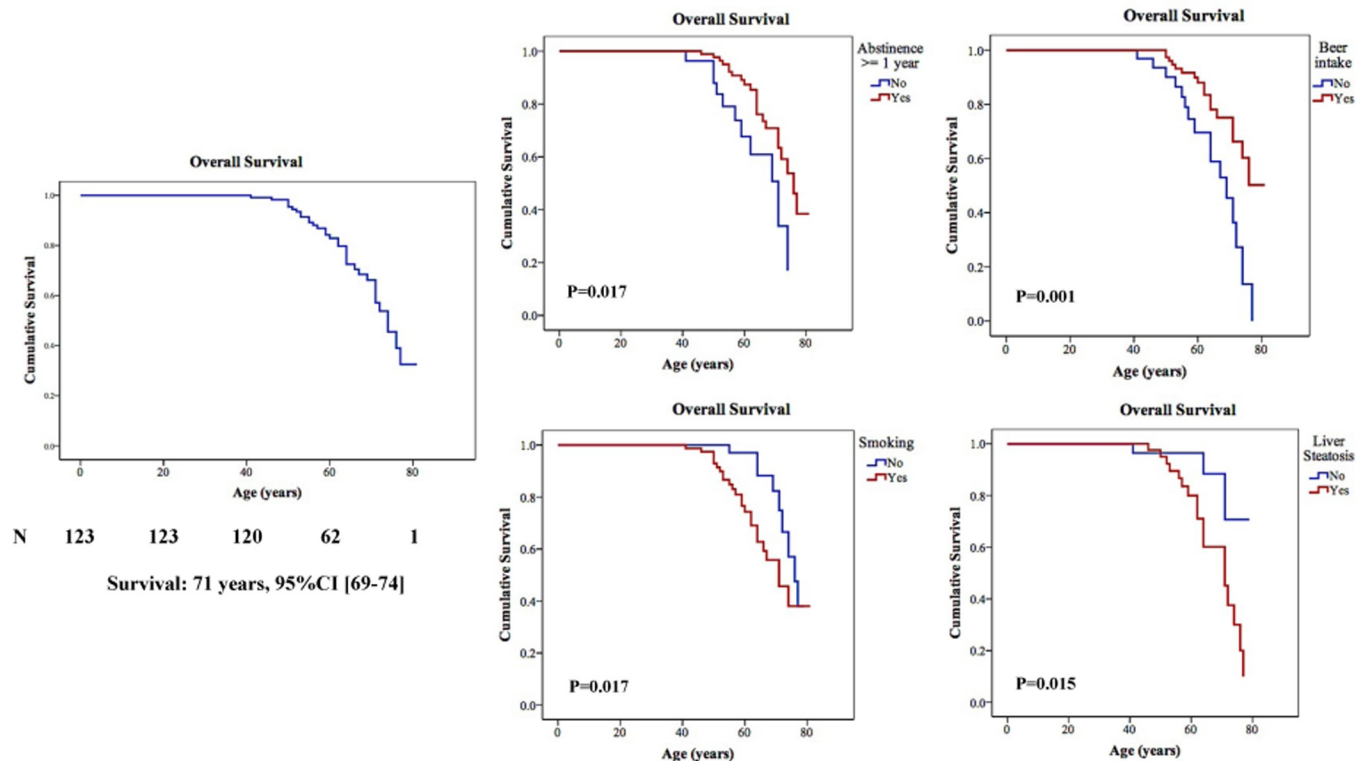 Overall Survival
Cumulative Survival
1.0
0.8
0.6
0.4
0.2
0.0
0 20 40 60 80
Age (years)
N 123 123 120 62 1
Survival: 71 years, 95%CI [69-74]
Overall Survival
Cumulative Survival
1.0
0.8
0.6
0.4
0.2
0.0
P=0.017
0 20 40 60 80
Age (years)
Abstinence
>= 1 year
No
Yes
Overall Survival
Cumulative Survival
1.0
0.8
0.6
0.4
0.2
0.0
P=0.001
0 20 40 60 80
Age (years)
Beer
intake
No
Yes
Overall Survival
Cumulative Survival
1.0
0.8
0.6
0.4
0.2
0.0
P=0.017
0 20 40 60 80
Age (years)
Smoking
No
Yes
Overall Survival
Cumulative Survival
1.0
0.8
0.6
0.4
0.2
0.0
P=0.015
0 20 40 60 80
Age (years)
Liver
Steatosis
No
Yes